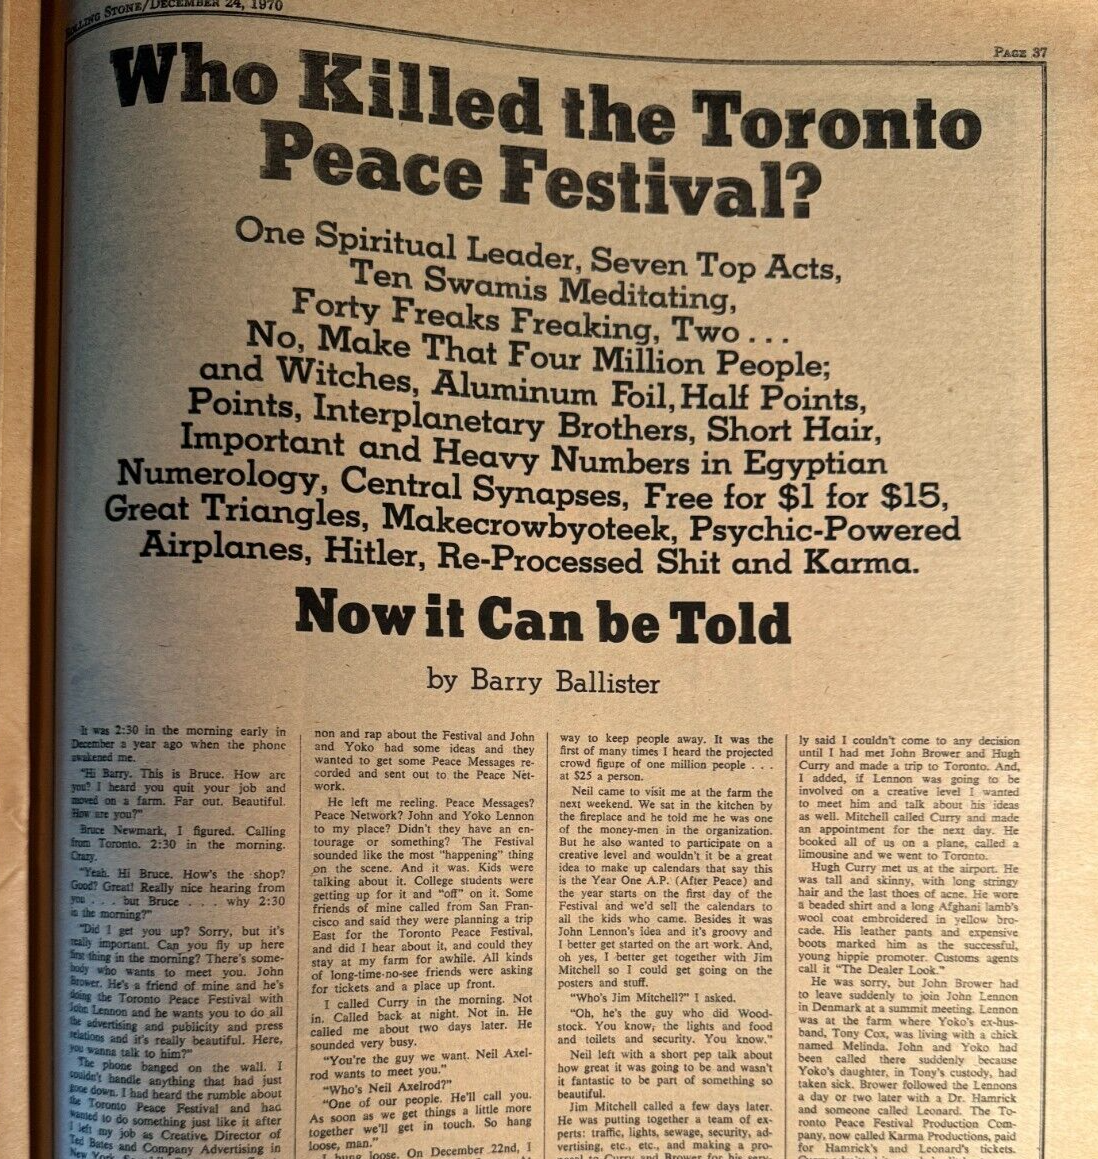 Rolling Stone/December 24, 1970
Page 37
Who Killed the Toronto
Peace Festival?
One Spiritual Leader, Seven Top Acts,
Ten Swamis Meditating,
Forty Freaks Freaking, Two . . .
No, Make That Four Million People;
and Witches, Aluminum Foil, Half Points,
Points, Interplanetary Brothers, Short Hair,
Important and Heavy Numbers in Egyptian
Numerology, Central Synapses, Free for $1 for $15,
Great Triangles, Makecrowbyoteek, Psychic-Powered
Airplanes, Hitler, Re-Processed Shit and Karma.
Now it Can be Told
by Barry Ballister
It was 2:30 in the morning early in
December a year ago when the phone
awakened me.
"Hi Barry. This is Bruce. How are
you? I heard you quit your job and
moved on a farm. Far out. Beautiful.
How are you?"
Bruce Newmark, I figured. Calling
from Toronto. 2:30 in the morning.
Crazy.
"Yeah. Hi Bruce. How's the shop?
Good? Great! Really nice hearing from
you . . . but Bruce . . . why 2:30
in the morning?"
"Did I get you up? Sorry, but it's
really important. Can you fly up here
first thing in the morning? There's some-
body who wants to meet you. John
Brower. He's a friend of mine and he's
doing the Toronto Peace Festival with
John Lennon and he wants you to do all
the advertising and publicity and press
relations and it's really beautiful. Here,
you wanna talk to him?"
The phone banged on the wall. I
couldn't handle anything that had just
gone down. I had heard the rumble about
the Toronto Peace Festival and had
wanted to do something just like it after
I left my job as Creative Director of
Ted Bates and Company Advertising in
New York
non and rap about the Festival and John
and Yoko had some ideas and they
wanted to get some Peace Messages re-
corded and sent out to the Peace Net-
work.
He left me reeling. Peace Messages?
Peace Network? John and Yoko Lennon
to my place? Didn't they have an en-
tourage or something? The Festival
sounded like the most "happening" thing
on the scene. And it was. Kids were
talking about it. College students were
getting up for it and "off" on it. Some
friends of mine called from San Fran-
cisco and said they were planning a trip
East for the Toronto Peace Festival,
and did I hear about it, and could they
stay at my farm for awhile. All kinds
of long-time-no-see friends were asking
for tickets and a place up front.
I called Curry in the morning. Not
in. Called back at night. Not in. He
called me about two days later. He
sounded very busy.
"You're the guy we want. Neil Axel-
rod wants to meet you."
"Who's Neil Axelrod?"
"One of our people. He'll call you.
As soon as we get things a little more
together we'll get in touch. So hang
loose, man."
I hung loose. On December 22nd, I
way to keep people away. It was the
first of many times I heard the projected
crowd figure of one million people . . .
at $25 a person.
Neil came to visit me at the farm the
next weekend. We sat in the kitchen by
the fireplace and he told me he was one
of the money-men in the organization.
But he also wanted to participate on a
creative level and wouldn't it be a great
idea to make up calendars that say this
is the Year One A.P. (After Peace) and
the year starts on the first day of the
Festival and we'd sell the calendars to
all the kids who came. Besides it was
John Lennon's idea and it's groovy and
I better get started on the art work. And,
oh yes, I better get together with Jim
Mitchell so I could get going on the
posters and stuff.
"Who's Jim Mitchell?" I asked.
"Oh, he's the guy who did Wood-
stock. You know, the lights and food
and toilets and security. You know."
Neil left with a short pep talk about
how great it was going to be and wasn't
it fantastic to be part of something so
beautiful.
Jim Mitchell called a few days later.
He was putting together a team of ex-
perts: traffic, lights, sewage, security, ad-
vertising, etc., etc., and making a pro-
posal to Curry and Brower for his serv-
ly said I couldn't come to any decision
until I had met John Brower and Hugh
Curry and made a trip to Toronto. And,
I added, if Lennon was going to be
involved on a creative level I wanted
to meet him and talk about his ideas
as well. Mitchell called Curry and made
an appointment for the next day. He
booked all of us on a plane, called a
limousine and we went to Toronto.
Hugh Curry met us at the airport. He
was tall and skinny, with long stringy
hair and the last thoes of acne. He wore
a beaded shirt and a long Afghani lamb's
wool coat embroidered in yellow bro-
cade. His leather pants and expensive
boots marked him as the successful,
young hippie promoter. Customs agents
call it "The Dealer Look."
He was sorry, but John Brower had
to leave suddenly to join John Lennon
in Denmark at a summit meeting. Lennon
was at the farm where Yoko's ex-hus-
band, Tony Cox, was living with a chick
named Melinda. John and Yoko had
been called there suddenly because
Yoko's daughter, in Tony's custody, had
taken sick. Brower followed the Lennons
a day or two later with a Dr. Hamrick
and someone called Leonard. The To-
ronto Peace Festival Production Com-
pany, now called Karma Productions, paid
for Hamrick's and Leonard's tickets.